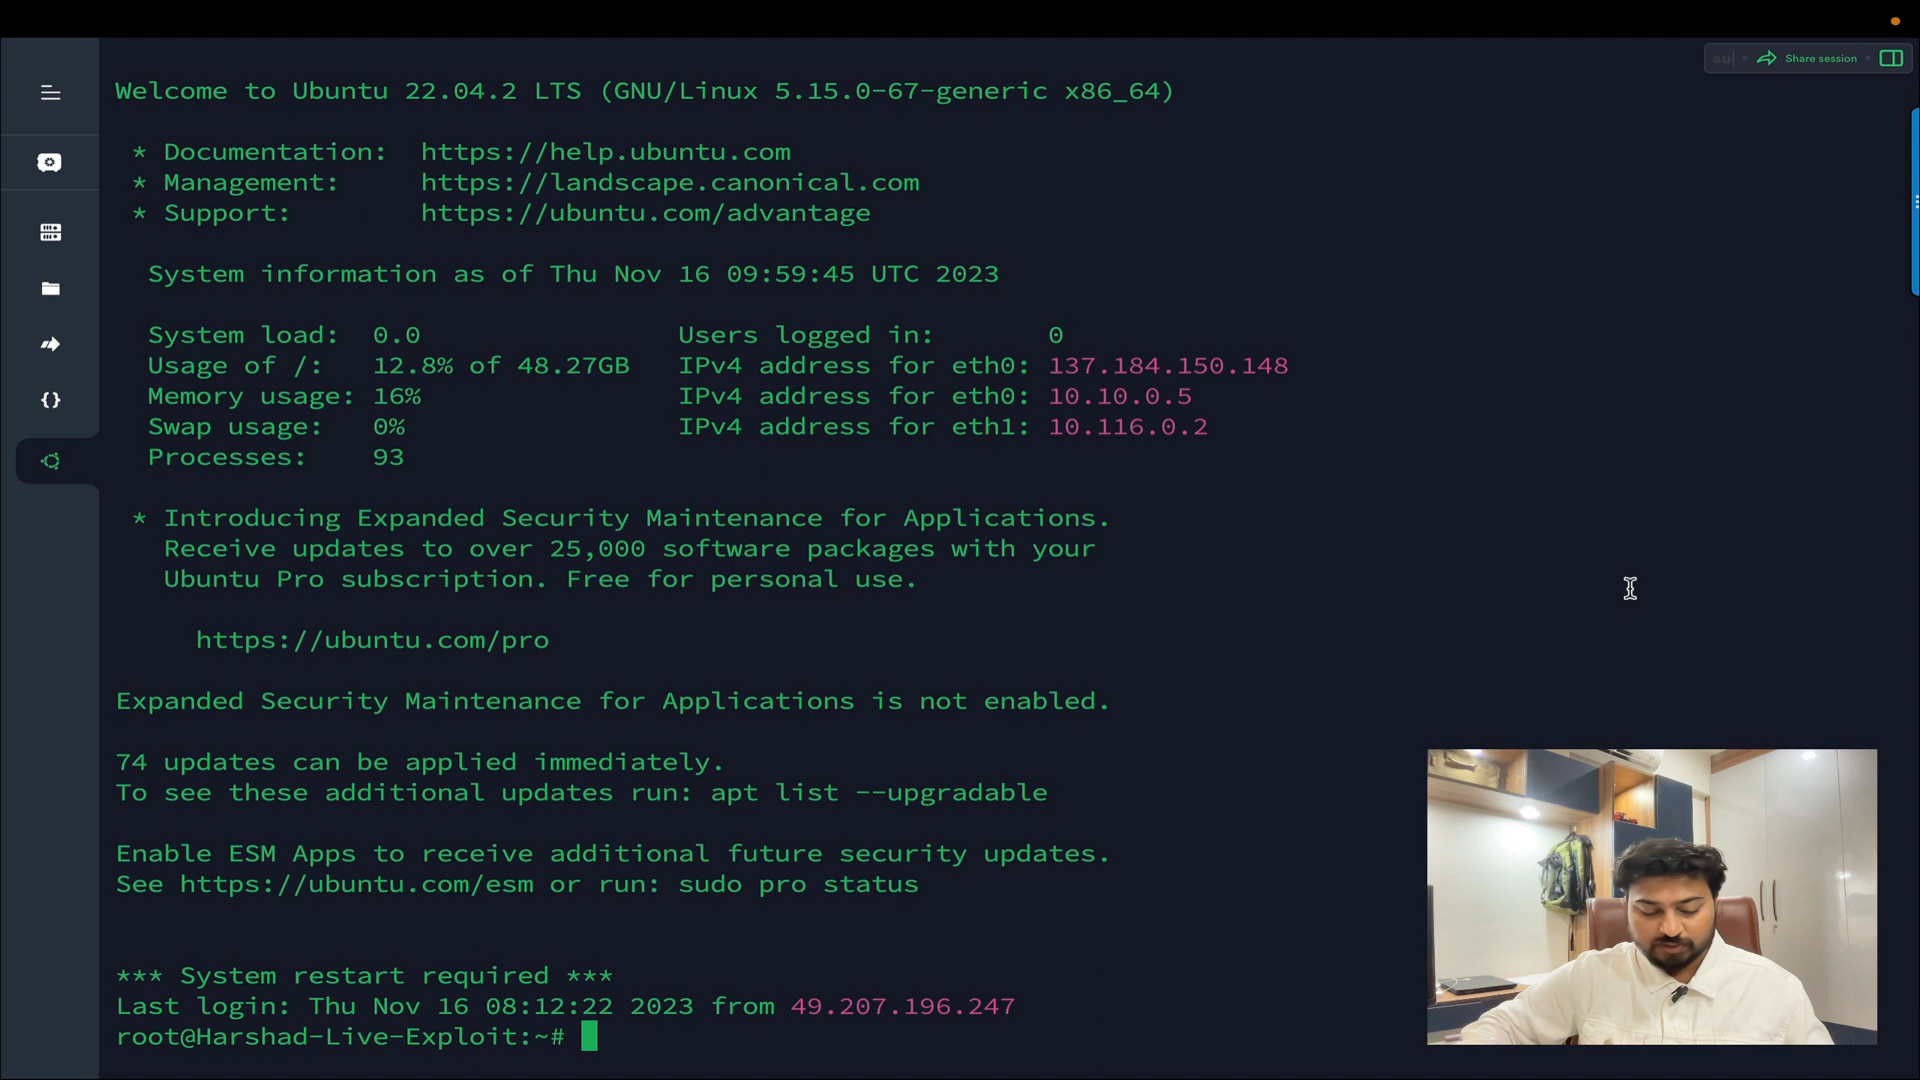 au
Share session
Welcome to Ubuntu 22.04.2 LTS (GNU/Linux 5.15.0-67-generic x86_64)
* Documentation: https://help.ubuntu.com
* Management: https://landscape.canonical.com
* Support: https://ubuntu.com/advantage
System information as of Thu Nov 16 09:59:45 UTC 2023
System load: 0.0 Users logged in: 0
Usage of /: 12.8% of 48.27GB IPv4 address for eth0: 137.184.150.148
Memory usage: 16% IPv4 address for eth0: 10.10.0.5
Swap usage: 0% IPv4 address for eth1: 10.116.0.2
Processes: 93
* Introducing Expanded Security Maintenance for Applications.
Receive updates to over 25,000 software packages with your
Ubuntu Pro subscription. Free for personal use.
https://ubuntu.com/pro
Expanded Security Maintenance for Applications is not enabled.
74 updates can be applied immediately.
To see these additional updates run: apt list --upgradable
Enable ESM Apps to receive additional future security updates.
See https://ubuntu.com/esm or run: sudo pro status
*** System restart required ***
Last login: Thu Nov 16 08:12:22 2023 from 49.207.196.247
root@Harshad-Live-Exploit:~#